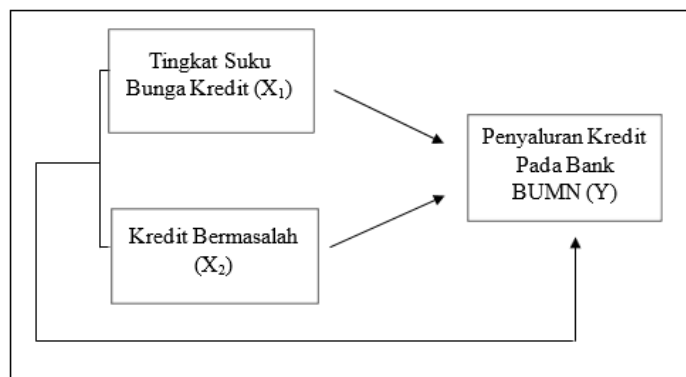 Tingkat Suku
Bunga Kredit (X₁)
Kredit Bermasalah
(X₂)
Penyaluran Kredit
Pada Bank
BUMN (Y)